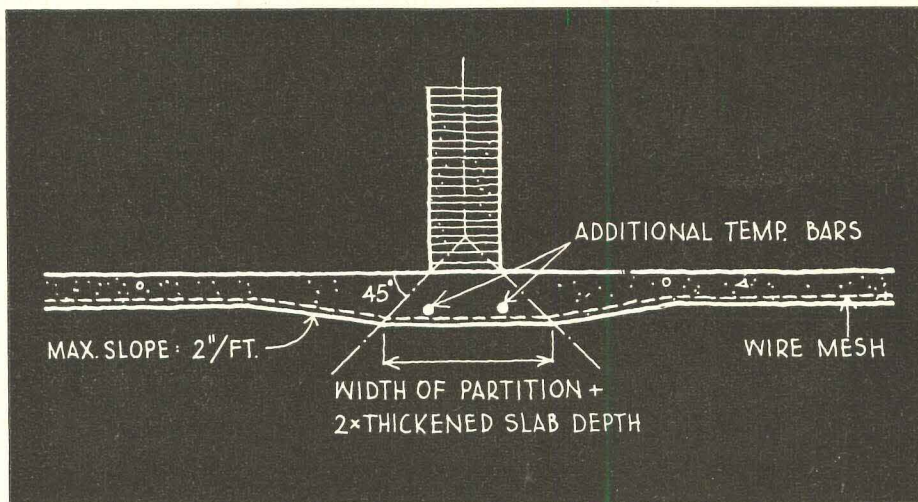 ADDITIONAL TEMP. BARS
45°
MAX. SLOPE: 2"/FT.
WIRE MESH
WIDTH OF PARTITION +
2×THICKENED SLAB DEPTH